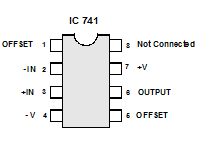 IC 741
OFFSET 1 8 Not Connected
-IN 2 7 +V
+IN 3 6 OUTPUT
-V 4 5 OFFSET